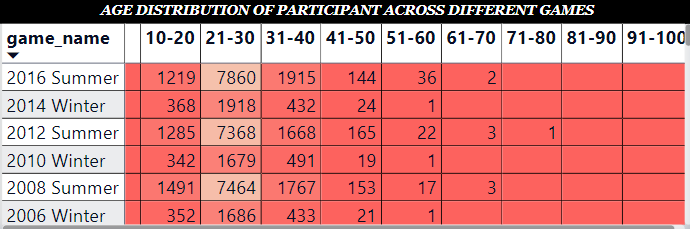 AGE DISTRIBUTION OF PARTICIPANT ACROSS DIFFERENT GAMES
game_name 10-20 21-30 31-40 41-50 51-60 61-70 71-80 81-90 91-100
2016 Summer 1219 7860 1915 144 36 2
2014 Winter 368 1918 432 24 1
2012 Summer 1285 7368 1668 165 22 3 1
2010 Winter 342 1679 491 19 1
2008 Summer 1491 7464 1767 153 17 3
2006 Winter 352 1686 433 21 1